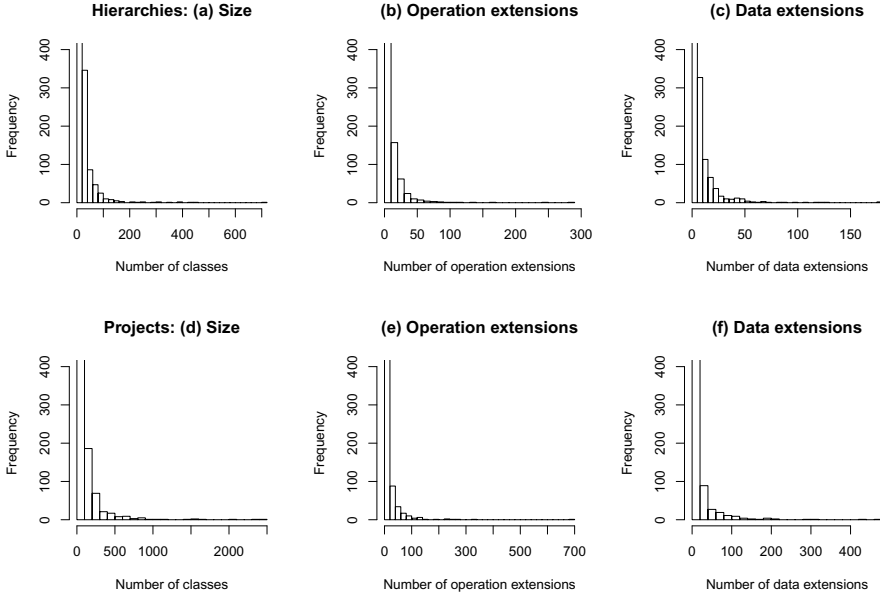 Hierarchies: (a) Size
Frequency
0 100 200 300 400
0 200 400 600
Number of classes
(b) Operation extensions
Frequency
0 100 200 300 400
0 100 200 300
Number of operation extensions
(c) Data extensions
Frequency
0 100 200 300 400
0 50 100 150
Number of data extensions
Projects: (d) Size
Frequency
0 100 200 300 400
0 500 1000 2000
Number of classes
(e) Operation extensions
Frequency
0 100 200 300 400
0 100 300 500 700
Number of operation extensions
(f) Data extensions
Frequency
0 100 200 300 400
0 100 200 300 400
Number of data extensions